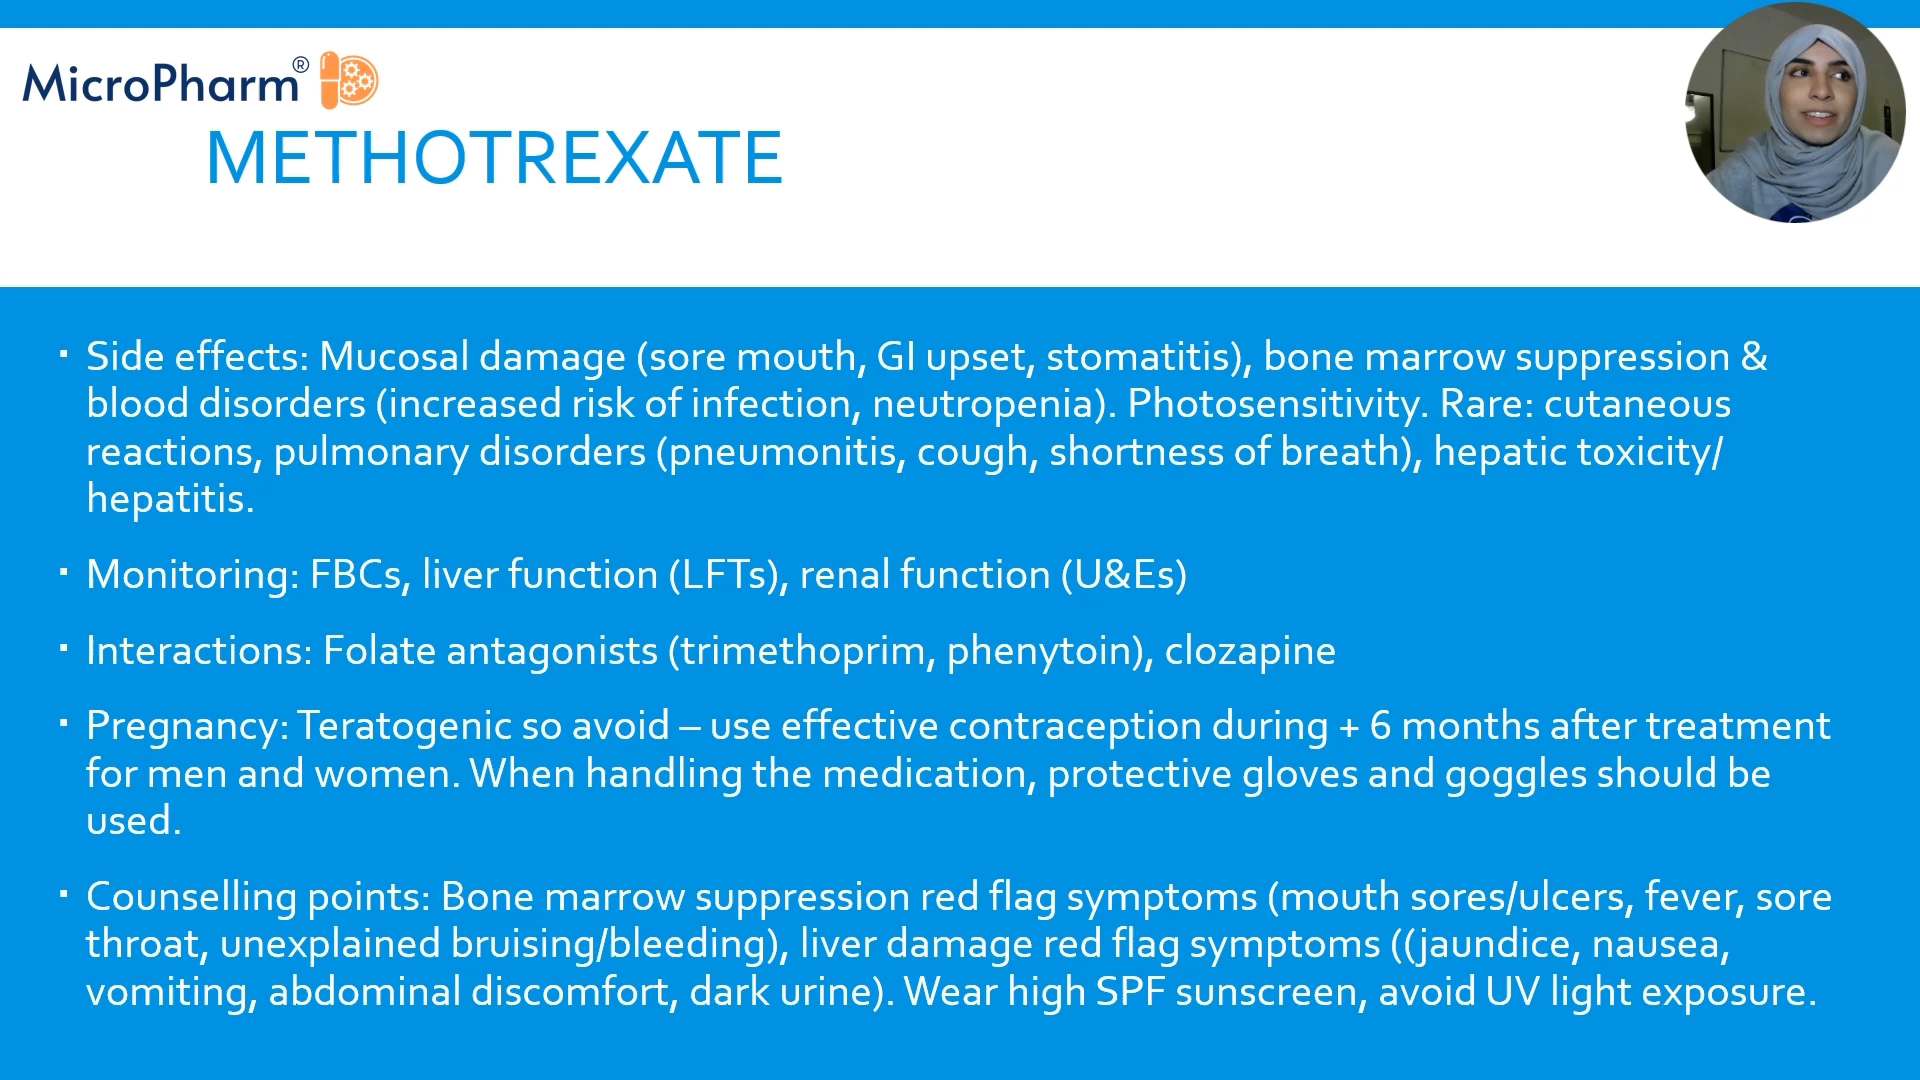 MicroPharm®
METHOTREXATE
▪ Side effects: Mucosal damage (sore mouth, GI upset, stomatitis), bone marrow suppression &
blood disorders (increased risk of infection, neutropenia). Photosensitivity. Rare: cutaneous
reactions, pulmonary disorders (pneumonitis, cough, shortness of breath), hepatic toxicity/
hepatitis.
▪ Monitoring: FBCs, liver function (LFTs), renal function (U&Es)
▪ Interactions: Folate antagonists (trimethoprim, phenytoin), clozapine
▪ Pregnancy: Teratogenic so avoid – use effective contraception during + 6 months after treatment
for men and women. When handling the medication, protective gloves and goggles should be
used.
▪ Counselling points: Bone marrow suppression red flag symptoms (mouth sores/ulcers, fever, sore
throat, unexplained bruising/bleeding), liver damage red flag symptoms ((jaundice, nausea,
vomiting, abdominal discomfort, dark urine). Wear high SPF sunscreen, avoid UV light exposure.